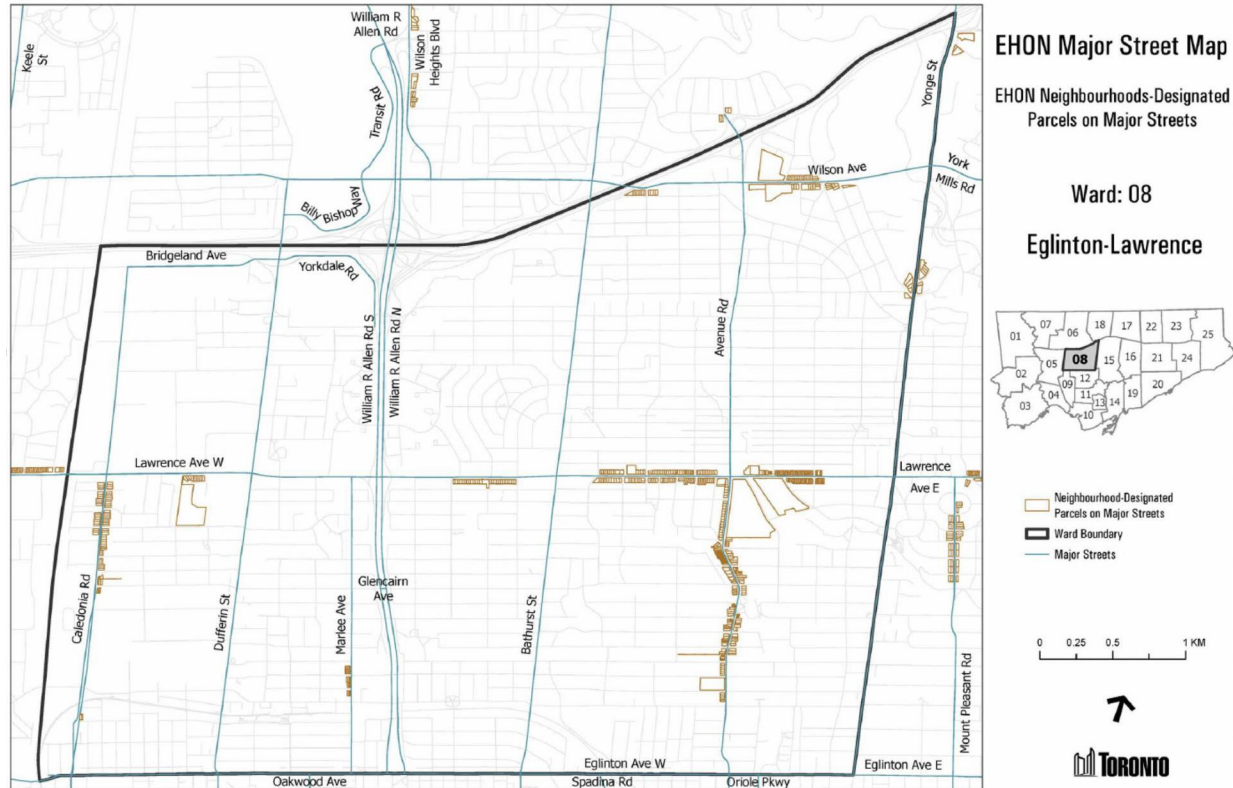 EHON Major Street Map
EHON Neighbourhoods-Designated
Parcels on Major Streets
Ward: 08
Eglinton-Lawrence
Keele
St
William R
Allen Rd
Wilson
Heights Blvd
Transit Rd
Yonge St
York
Mills Rd
Wilson Ave
Billy Bishop
Way
Bridgeland Ave
Yorkdale
Rd
William R Allen Rd S
William R Allen Rd N
Avenue Rd
Lawrence Ave W
Lawrence
Ave E
Caledonia Rd
Dufferin St
Marlee Ave
Glencairn
Ave
Bathurst St
Mount Pleasant Rd
Eglinton Ave W
Eglinton Ave E
Oakwood Ave
Spadina Rd
Oriole Pkwy
01
07
06
18
17
22
23
25
02
05
08
15
16
21
24
03
04
09
12
11
13
10
14
19
20
Neighbourhood-Designated
Parcels on Major Streets
Ward Boundary
Major Streets
0 0.25 0.5 1 KM
TORONTO